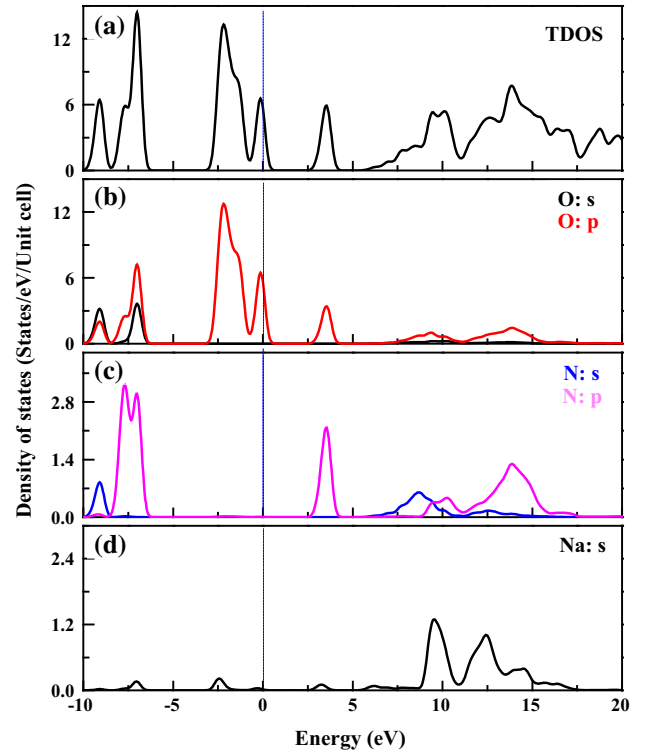 Density of states (States/eV/Unit cell)
(a)
TDOS
12
6
0
(b)
O: s
O: p
12
6
0
(c)
N: s
N: p
2.8
1.4
0.0
(d)
Na: s
2.4
1.2
0.0
-10 -5 0 5 10 15 20
Energy (eV)